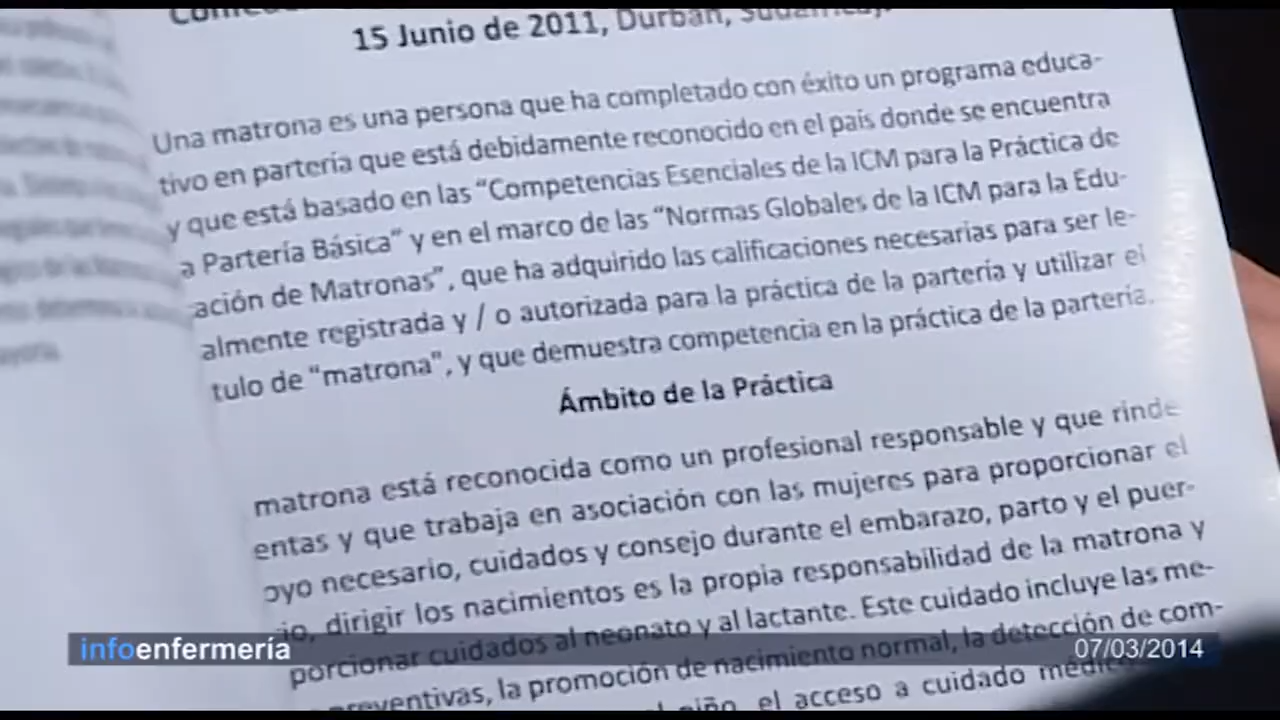 15 Junio de 2011, Durban, Sudáfrica.
Una matrona es una persona que ha completado con éxito un programa educa-
tivo en partería que está debidamente reconocido en el país donde se encuentra
y que está basado en las “Competencias Esenciales de la ICM para la Práctica de
a Partería Básica” y en el marco de las “Normas Globales de la ICM para la Edu-
ación de Matronas”, que ha adquirido las calificaciones necesarias para ser le-
almente registrada y / o autorizada para la práctica de la partería y utilizar el
tulo de “matrona”, y que demuestra competencia en la práctica de la partería.
Ámbito de la Práctica
matrona está reconocida como un profesional responsable y que rinde
entas y que trabaja en asociación con las mujeres para proporcionar el
oyo necesario, cuidados y consejo durante el embarazo, parto y el puer-
io, dirigir los nacimientos es la propia responsabilidad de la matrona y
porcionar cuidados al neonato y al lactante. Este cuidado incluye las me-
preventivas, la promoción de nacimiento normal, la detección de com-
niño, el acceso a cuidado
infoenfermería
07/03/2014